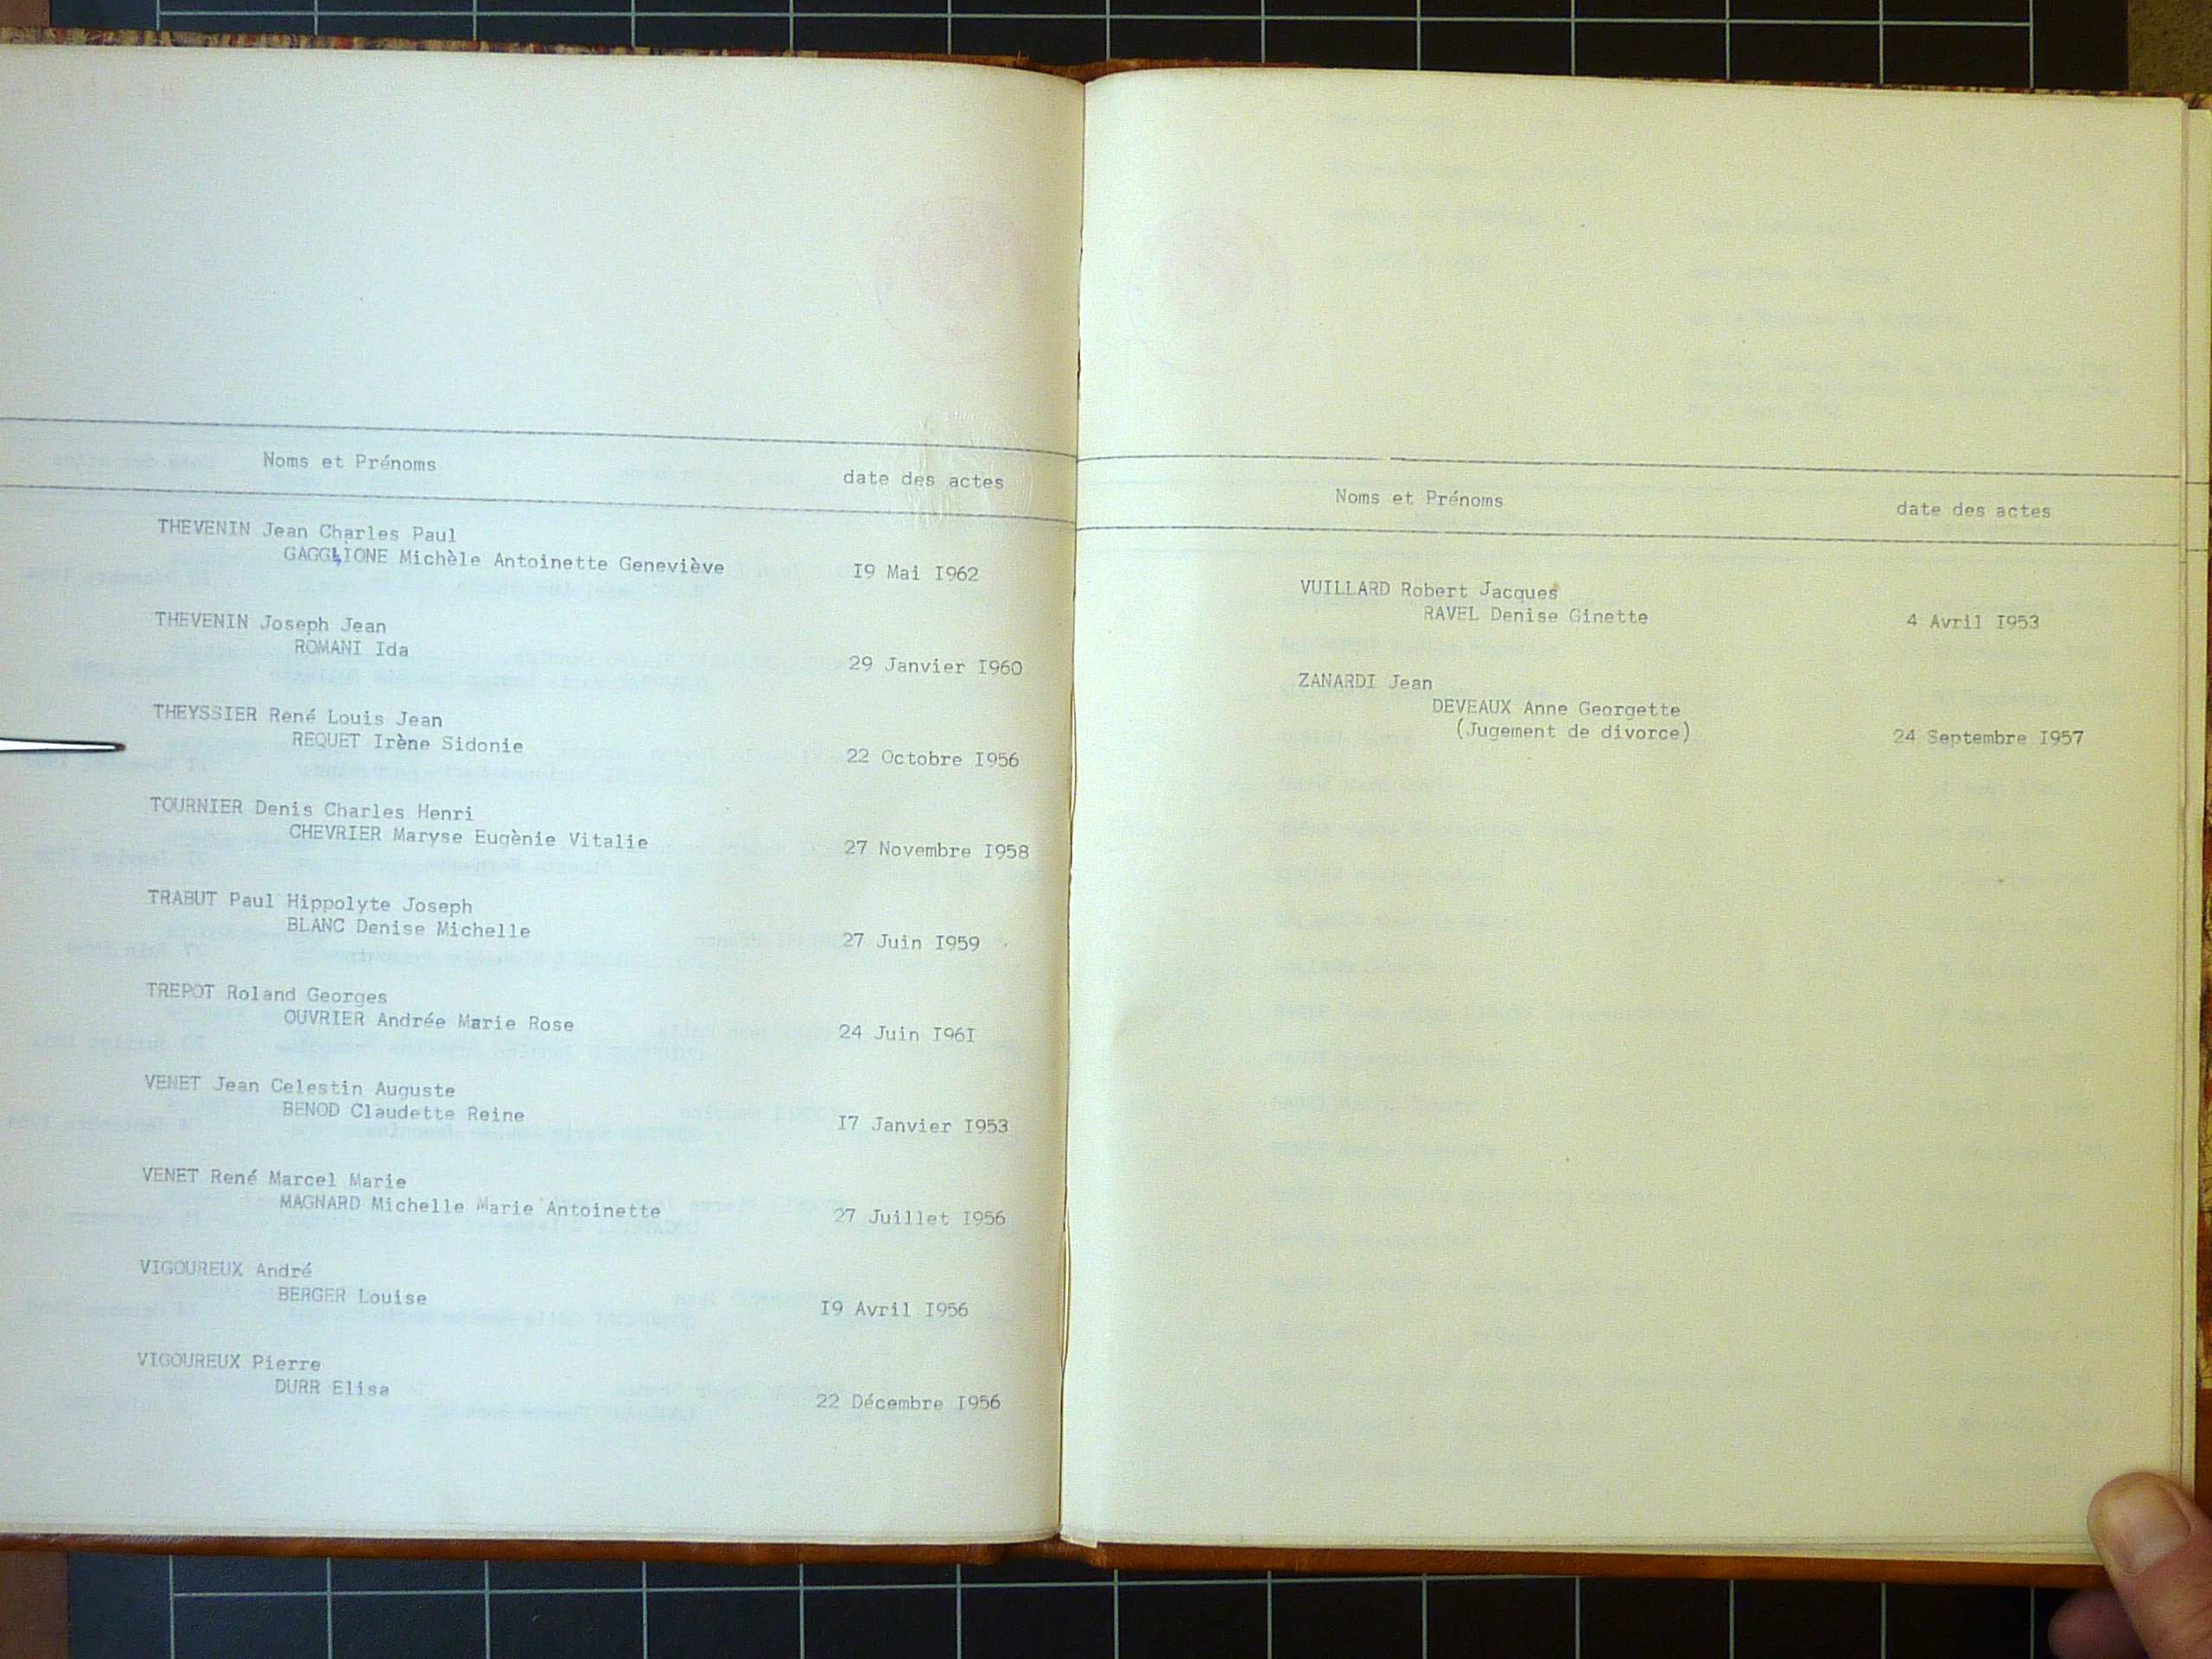 Noms et Prénoms
date des actes
THEVENIN Jean Charles Paul
GAGGLIONE Michèle Antoinette Geneviève
I9 Mai I962
THEVENIN Joseph Jean
ROMANI Ida
29 Janvier I960
THEYSSIER René Louis Jean
REQUET Irène Sidonie
22 Octobre I956
TOURNIER Denis Charles Henri
CHEVRIER Maryse Eugènie Vitalie
27 Novembre I958
TRABUT Paul Hippolyte Joseph
BLANC Denise Michelle
27 Juin I959
TREPOT Roland Georges
OUVRIER Andrée Marie Rose
24 Juin I96I
VENET Jean Celestin Auguste
BENOD Claudette Reine
I7 Janvier I953
VENET René Marcel Marie
MAGNARD Michelle Marie Antoinette
27 Juillet I956
VIGOUREUX André
BERGER Louise
I9 Avril I956
VIGOUREUX Pierre
DURR Elisa
22 Décembre I956
Noms et Prénoms
date des actes
VUILLARD Robert Jacques
RAVEL Denise Ginette
4 Avril I953
ZANARDI Jean
DEVEAUX Anne Georgette
(Jugement de divorce)
24 Septembre I957